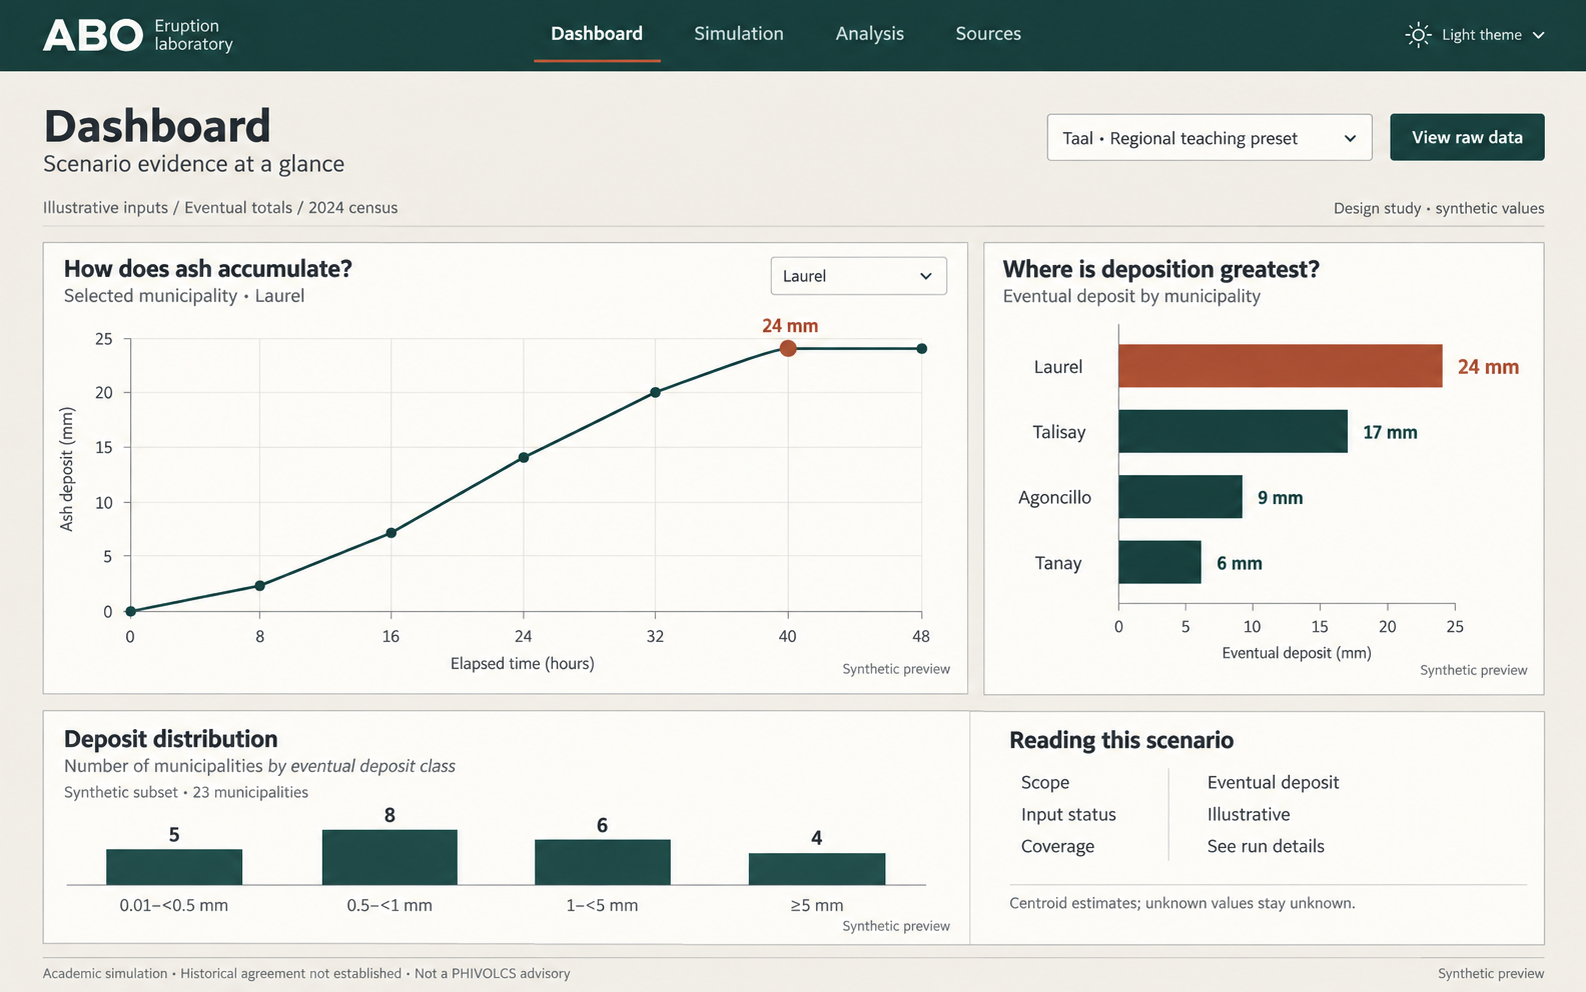 ABO
Eruption
laboratory
Dashboard
Simulation
Analysis
Sources
Light theme
Dashboard
Scenario evidence at a glance
Taal • Regional teaching preset
View raw data
Illustrative inputs / Eventual totals / 2024 census
Design study • synthetic values
How does ash accumulate?
Selected municipality • Laurel
Laurel
24 mm
25
20
15
10
5
0
Ash deposit (mm)
0
8
16
24
32
40
48
Elapsed time (hours)
Synthetic preview
Where is deposition greatest?
Eventual deposit by municipality
Laurel
24 mm
Talisay
17 mm
Agoncillo
9 mm
Tanay
6 mm
0
5
10
15
20
25
Eventual deposit (mm)
Synthetic preview
Deposit distribution
Number of municipalities by eventual deposit class
Synthetic subset • 23 municipalities
5
8
6
4
0.01–<0.5 mm
0.5–<1 mm
1–<5 mm
≥5 mm
Synthetic preview
Reading this scenario
Scope
Eventual deposit
Input status
Illustrative
Coverage
See run details
Centroid estimates; unknown values stay unknown.
Academic simulation • Historical agreement not established • Not a PHIVOLCS advisory
Synthetic preview